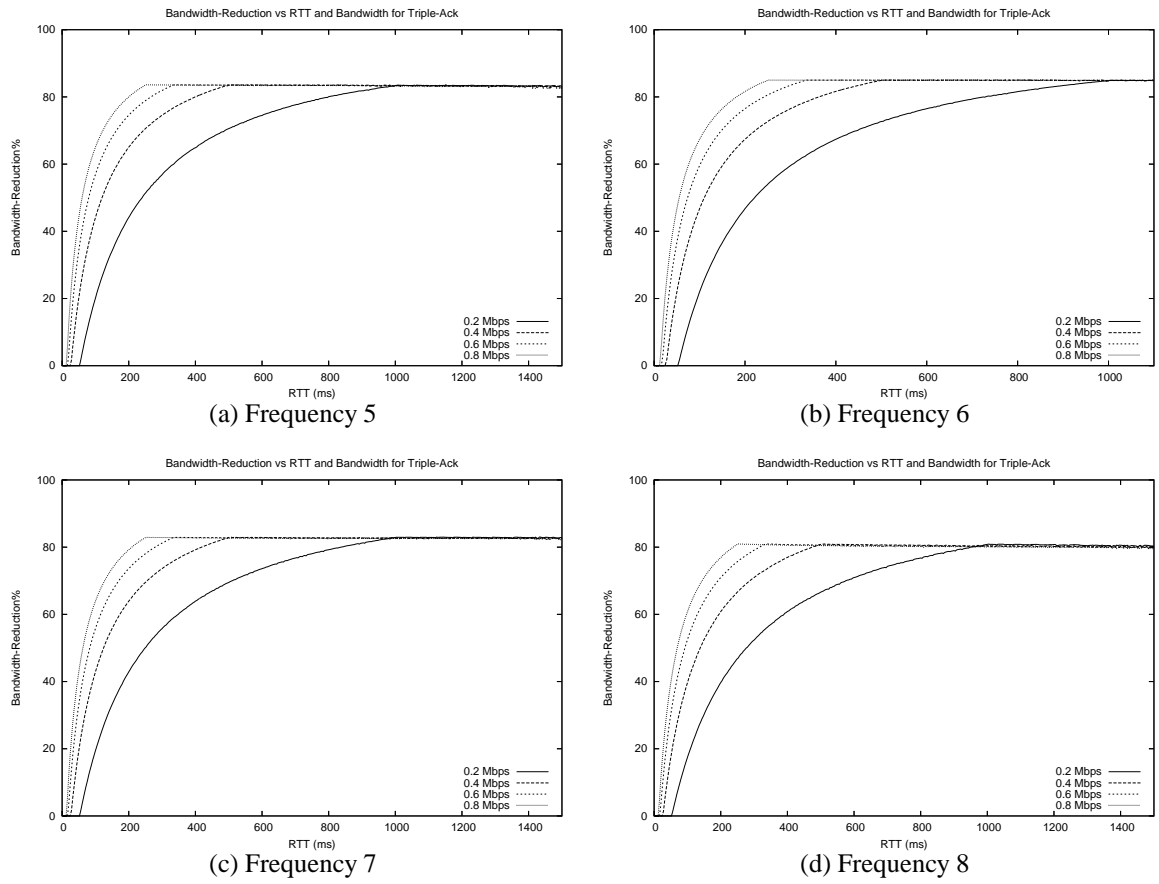 Bandwidth-Reduction vs RTT and Bandwidth for Triple-Ack
100
80
60
40
20
0
Bandwidth-Reduction%
0 200 400 600 800 1000 1200 1400
RTT (ms)
0.2 Mbps
0.4 Mbps
0.6 Mbps
0.8 Mbps
(a) Frequency 5
Bandwidth-Reduction vs RTT and Bandwidth for Triple-Ack
100
80
60
40
20
0
Bandwidth-Reduction%
0 200 400 600 800 1000
RTT (ms)
0.2 Mbps
0.4 Mbps
0.6 Mbps
0.8 Mbps
(b) Frequency 6
Bandwidth-Reduction vs RTT and Bandwidth for Triple-Ack
100
80
60
40
20
0
Bandwidth-Reduction%
0 200 400 600 800 1000 1200 1400
RTT (ms)
0.2 Mbps
0.4 Mbps
0.6 Mbps
0.8 Mbps
(c) Frequency 7
Bandwidth-Reduction vs RTT and Bandwidth for Triple-Ack
100
80
60
40
20
0
Bandwidth-Reduction%
0 200 400 600 800 1000 1200 1400
RTT (ms)
0.2 Mbps
0.4 Mbps
0.6 Mbps
0.8 Mbps
(d) Frequency 8